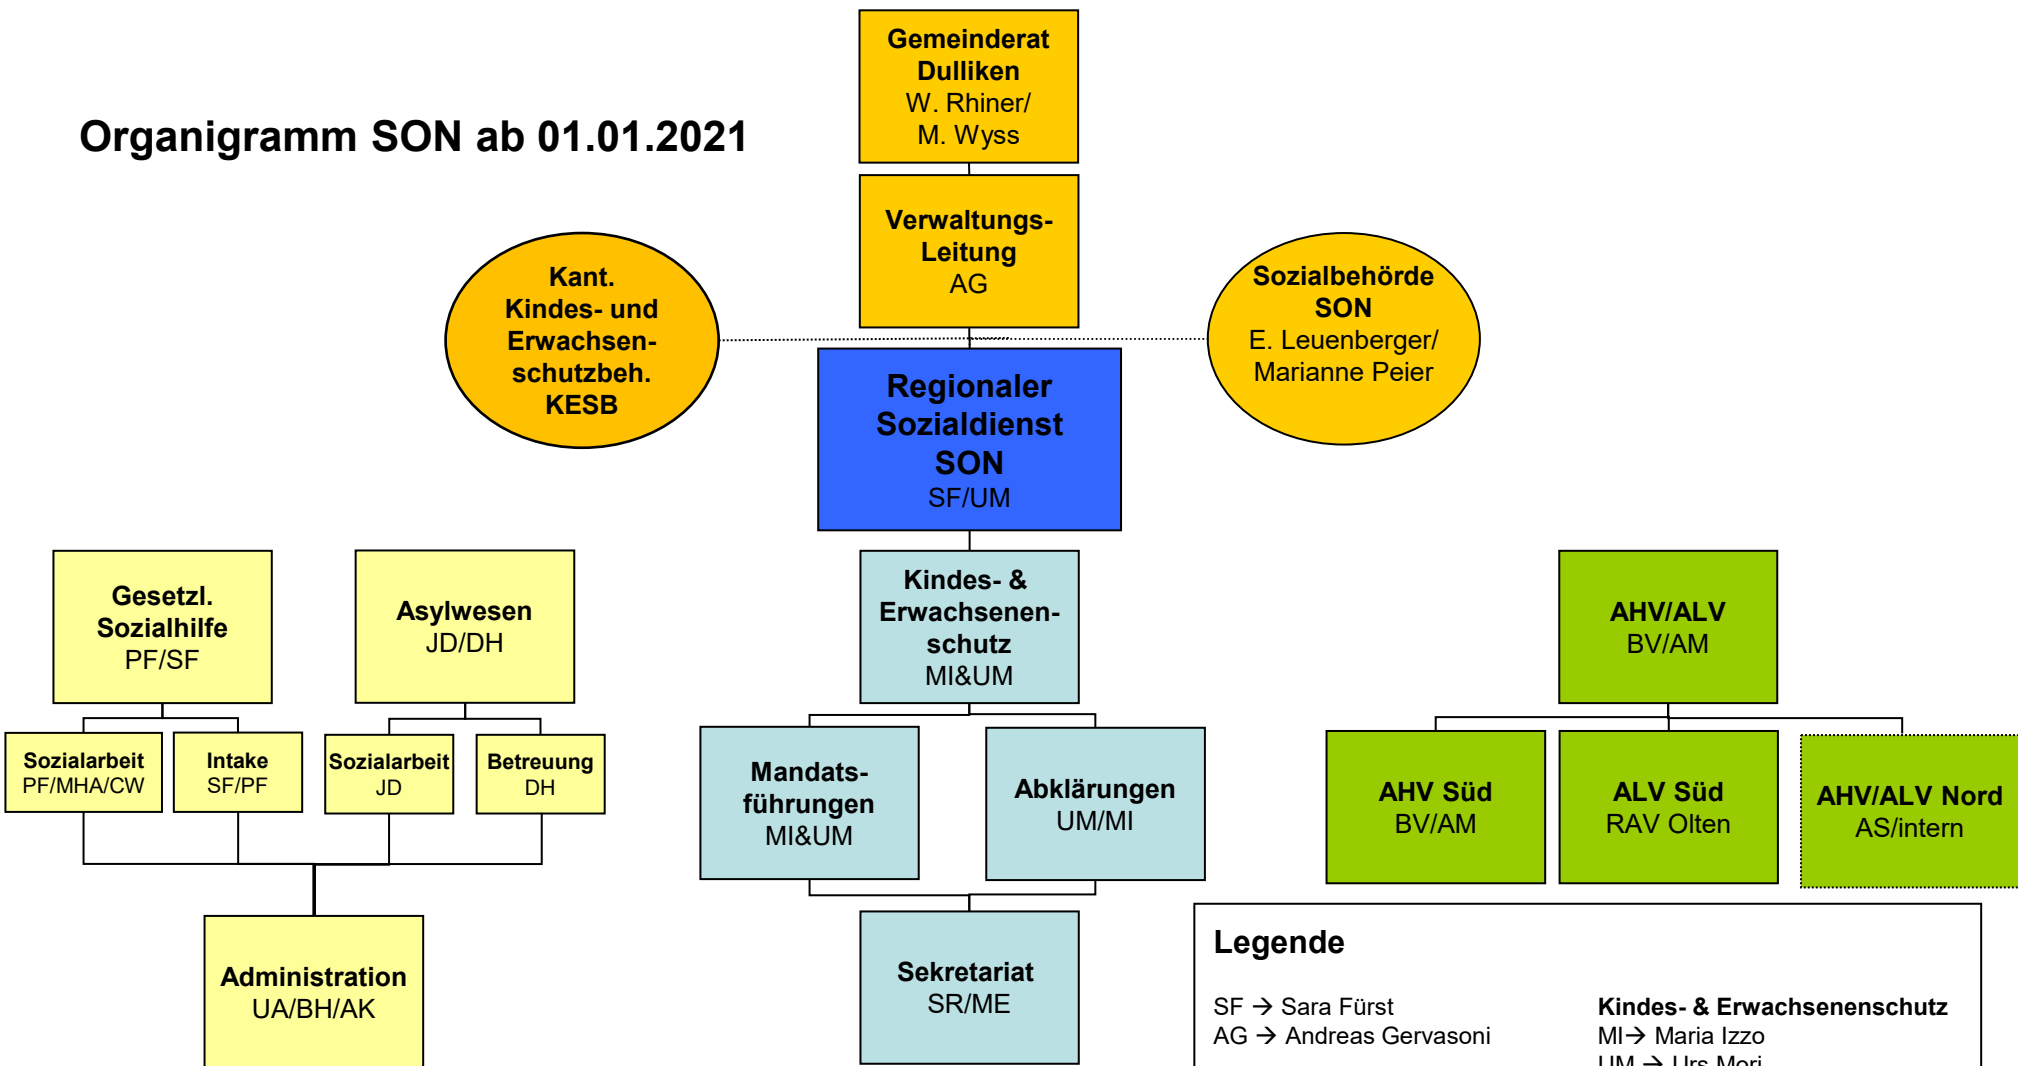 Organigramm SON ab 01.01.2021
Gemeinderat
Dulliken
W. Rhiner/
M. Wyss
Verwaltungs-
Leitung
AG
Kant.
Kindes- und
Erwachsen-
schutzbeh.
KESB
Sozialbehörde
SON
E. Leuenberger/
Marianne Peier
Regionaler
Sozialdienst
SON
SF/UM
Gesetzl.
Sozialhilfe
PF/SF
Asylwesen
JD/DH
Kindes- &
Erwachsenen-
schutz
MI&UM
AHV/ALV
BV/AM
Sozialarbeit
PF/MHA/CW
Intake
SF/PF
Sozialarbeit
JD
Betreuung
DH
Mandats-
führungen
MI&UM
Abklärungen
UM/MI
AHV Süd
BV/AM
ALV Süd
RAV Olten
AHV/ALV Nord
AS/intern
Administration
UA/BH/AK
Sekretariat
SR/ME
Legende
SF → Sara Fürst
AG → Andreas Gervasoni
Kindes- & Erwachsenenschutz
MI→ Maria Izzo
UM → Urs Mori